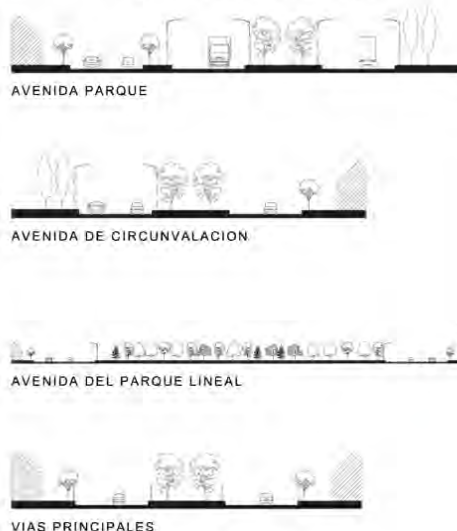 AVENIDA PARQUE
AVENIDA DE CIRCUNVALACION
AVENIDA DEL PARQUE LINEAL
VIAS PRINCIPALES